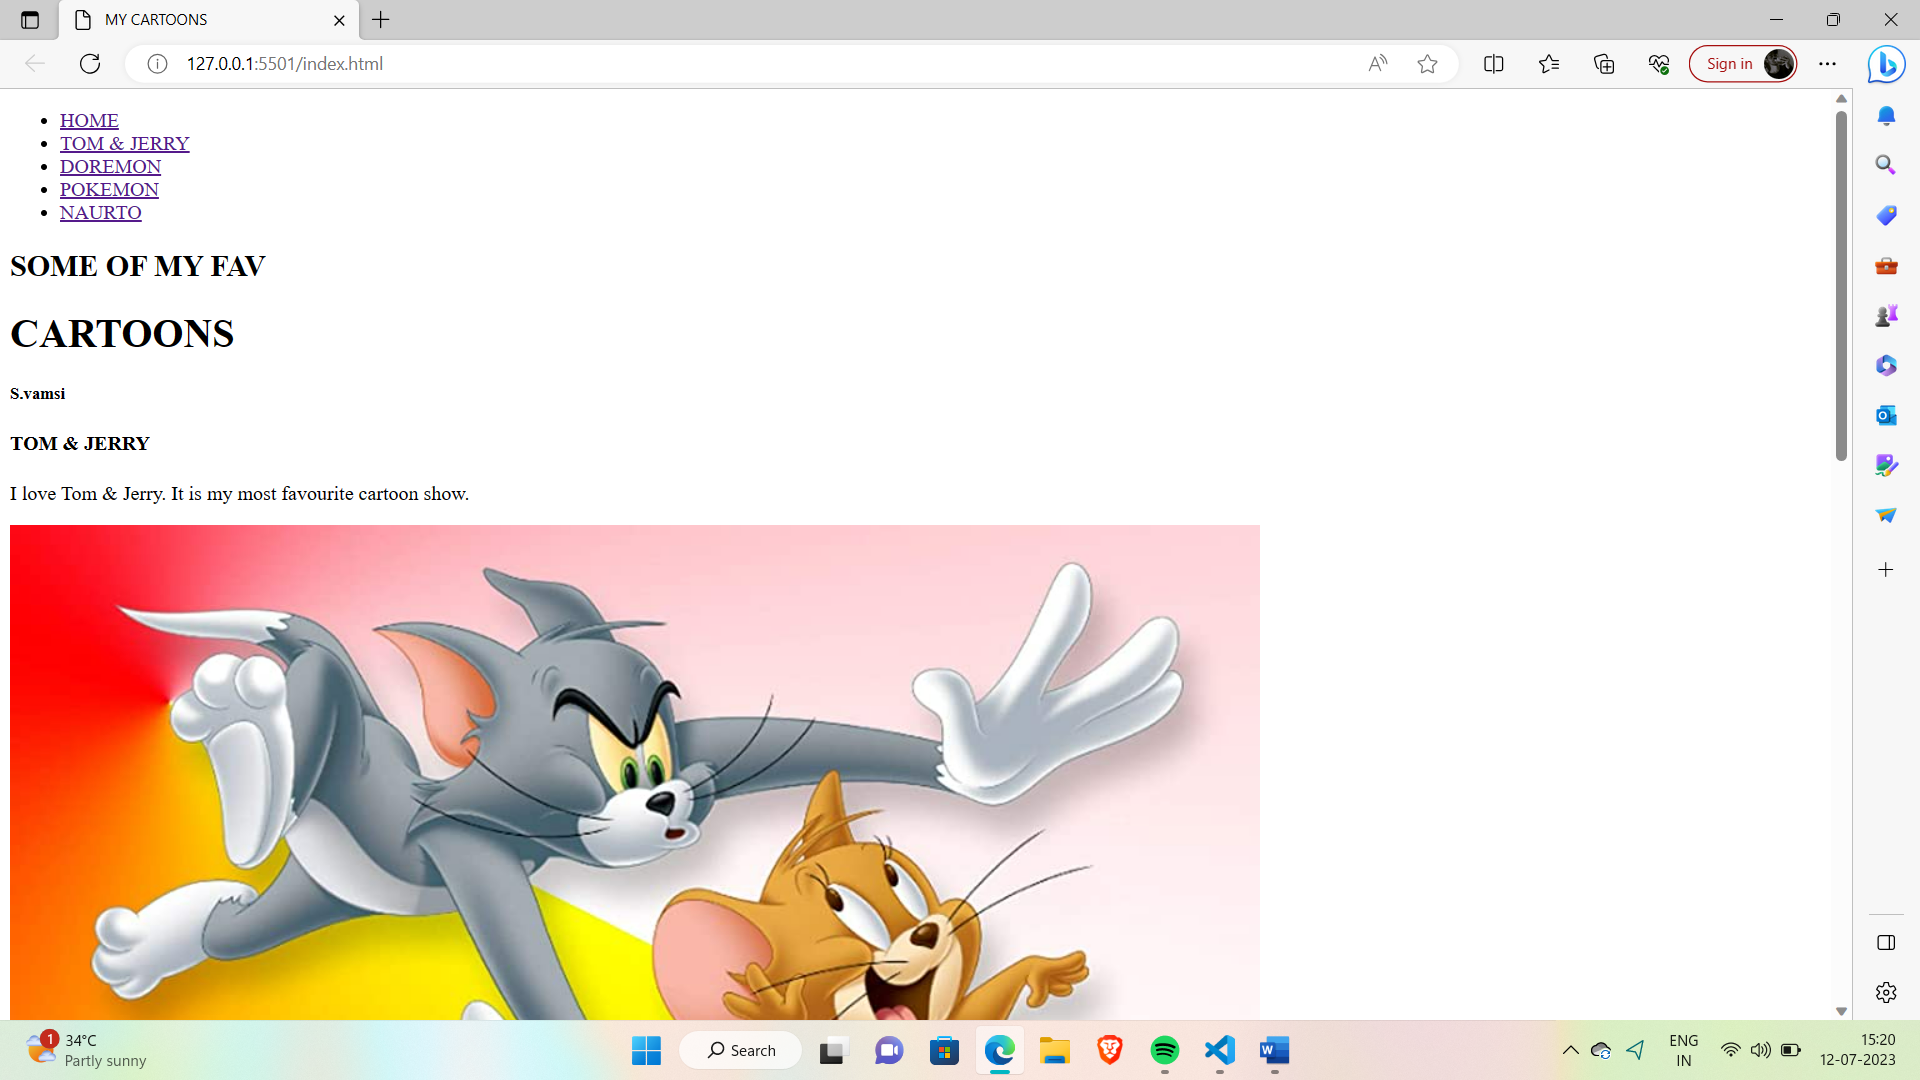 MY CARTOONS
127.0.0.1:5501/index.html
Sign in
HOME
TOM & JERRY
DOREMON
POKEMON
NAURTO
SOME OF MY FAV
CARTOONS
S.vamsi
TOM & JERRY
I love Tom & Jerry. It is my most favourite cartoon show.
1
34°C
Partly sunny
Search
ENG
IN
15:20
12-07-2023